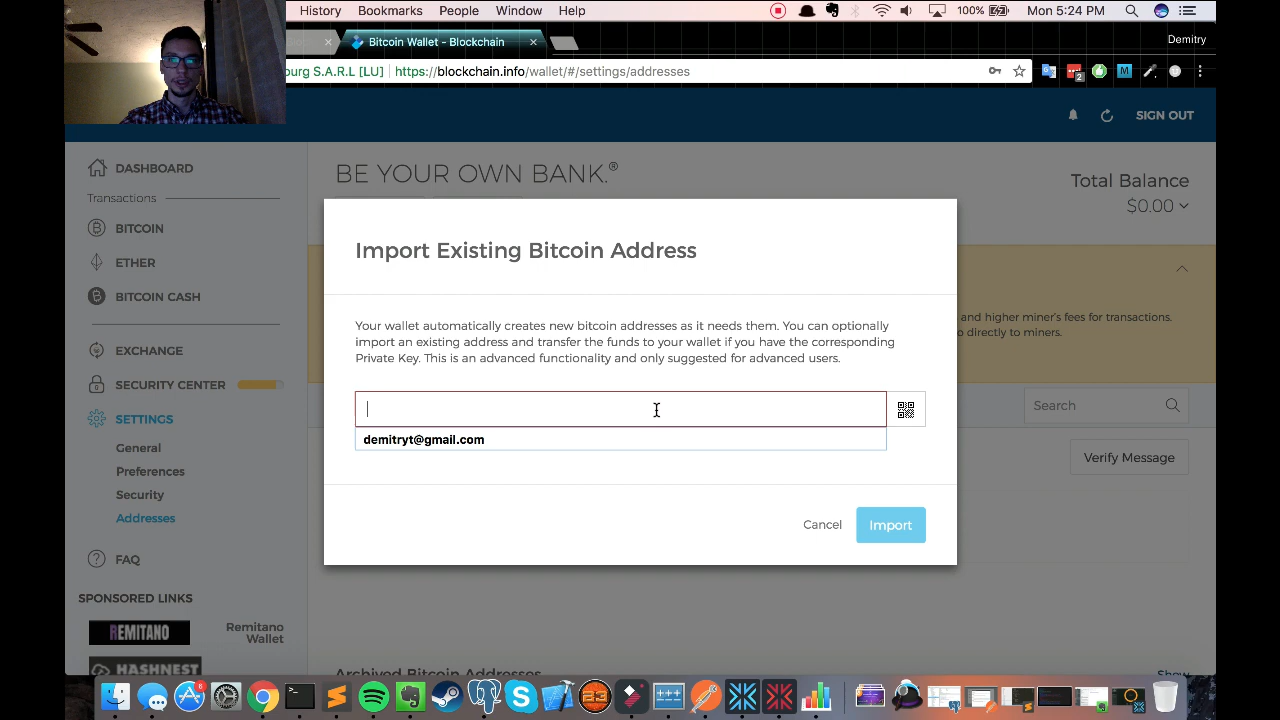 History Bookmarks People Window Help 100% Mon 5:24 PM
Bitcoin Wallet - Blockchain
Demitry
ourg S.A.R.L [LU] https://blockchain.info/wallet/#/settings/addresses
2
M
SIGN OUT
DASHBOARD
Transactions
BITCOIN
ETHER
BITCOIN CASH
EXCHANGE
SECURITY CENTER
SETTINGS
General
Preferences
Security
Addresses
FAQ
SPONSORED LINKS
REMITANO
Remitano
Wallet
HASHNEST
BE YOUR OWN BANK.®
Total Balance
$0.00
and higher miner's fees for transactions.
o directly to miners.
Search
Verify Message
Import Existing Bitcoin Address
Your wallet automatically creates new bitcoin addresses as it needs them. You can optionally
import an existing address and transfer the funds to your wallet if you have the corresponding
Private Key. This is an advanced functionality and only suggested for advanced users.
demitryt@gmail.com
Cancel
Import
Archived Bitcoin Addresses
Show